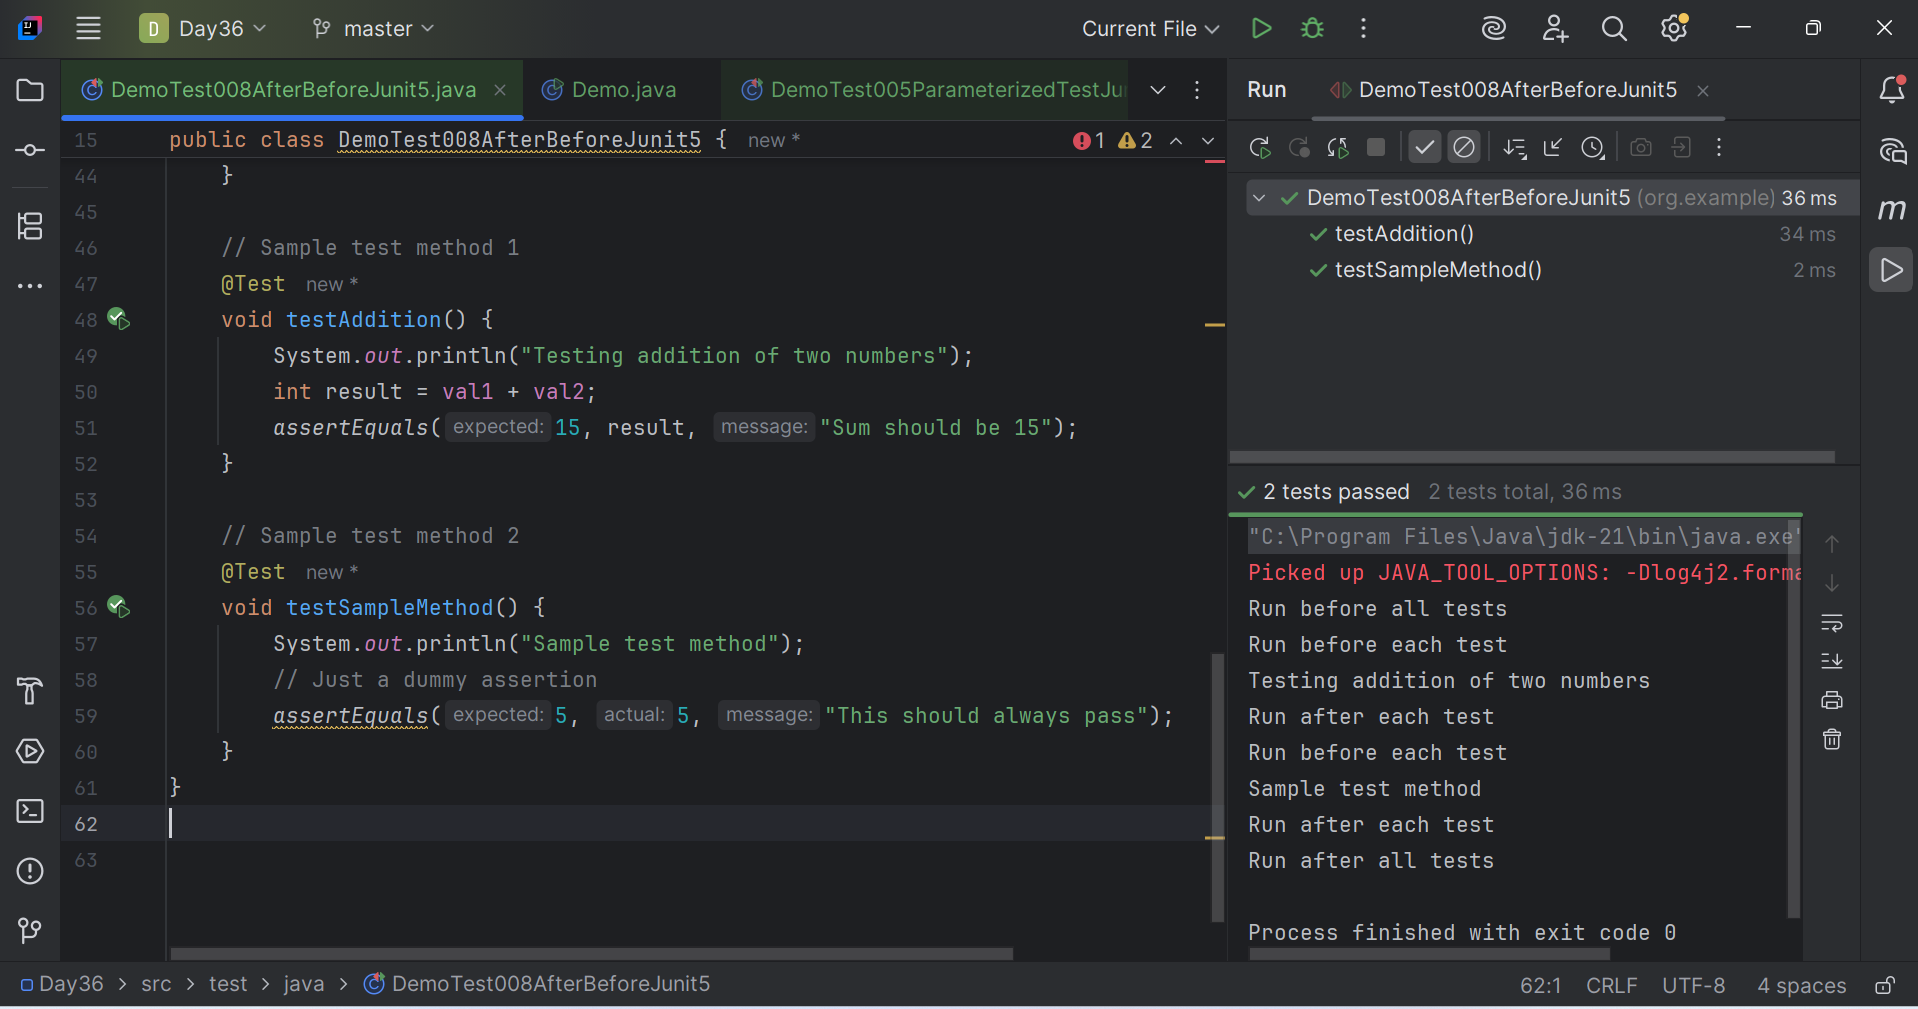 D Day36 master Current File
DemoTest008AfterBeforeJunit5.java Demo.java DemoTest005ParameterizedTestJu
15 public class DemoTest008AfterBeforeJunit5 { new * 1 2
44 }
45
46 // Sample test method 1
47 @Test new *
48 void testAddition() {
49 System.out.println("Testing addition of two numbers");
50 int result = val1 + val2;
51 assertEquals( expected: 15, result, message: "Sum should be 15");
52 }
53
54 // Sample test method 2
55 @Test new *
56 void testSampleMethod() {
57 System.out.println("Sample test method");
58 // Just a dummy assertion
59 assertEquals( expected: 5, actual: 5, message: "This should always pass");
60 }
61 }
62
63
Run DemoTest008AfterBeforeJunit5
DemoTest008AfterBeforeJunit5 (org.example) 36 ms
testAddition() 34 ms
testSampleMethod() 2 ms
2 tests passed 2 tests total, 36 ms
"C:\Program Files\Java\jdk-21\bin\java.exe"
Picked up JAVA_TOOL_OPTIONS: -Dlog4j2.forma
Run before all tests
Run before each test
Testing addition of two numbers
Run after each test
Run before each test
Sample test method
Run after each test
Run after all tests
Process finished with exit code 0
m
Day36 > src > test > java > DemoTest008AfterBeforeJunit5 62:1 CRLF UTF-8 4 spaces